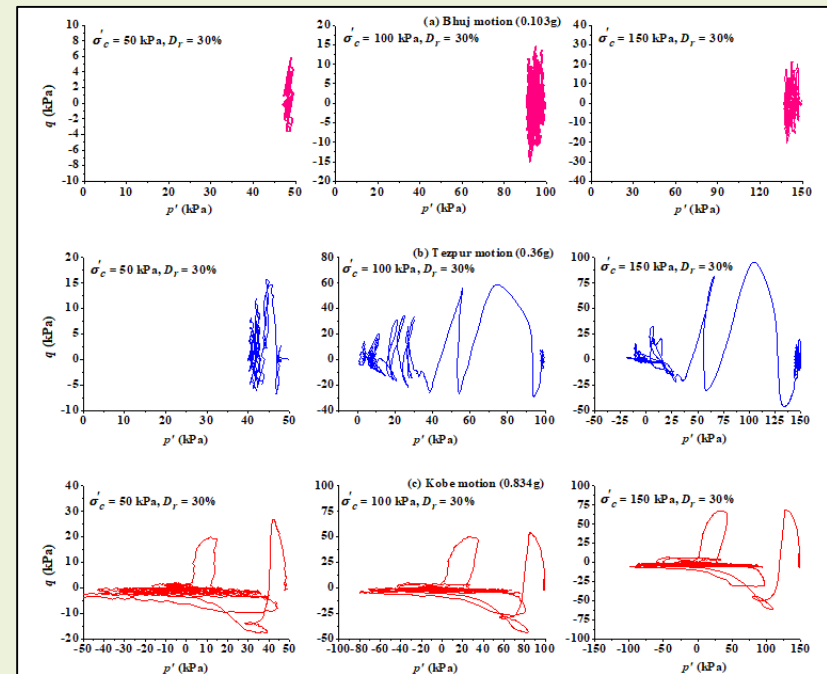 (a) Bhuj motion (0.103g)
σ'c = 50 kPa, Dr = 30%
σ'c = 100 kPa, Dr = 30%
σ'c = 150 kPa, Dr = 30%
q (kPa)
10
8
6
4
2
0
-2
-4
-6
-8
-10
20
15
10
5
0
-5
-10
-15
-20
40
30
20
10
0
-10
-20
-30
-40
0 10 20 30 40 50
0 20 40 60 80 100
0 30 60 90 120 150
p' (kPa)
p' (kPa)
p' (kPa)
(b) Tezpur motion (0.36g)
σ'c = 50 kPa, Dr = 30%
σ'c = 100 kPa, Dr = 30%
σ'c = 150 kPa, Dr = 30%
q (kPa)
20
15
10
5
0
-5
-10
100
80
60
40
20
0
-20
-40
100
75
50
25
0
-25
-50
0 10 20 30 40 50
0 20 40 60 80 100
-25 0 25 50 75 100 125 150
p' (kPa)
p' (kPa)
p' (kPa)
(c) Kobe motion (0.834g)
σ'c = 50 kPa, Dr = 30%
σ'c = 100 kPa, Dr = 30%
σ'c = 150 kPa, Dr = 30%
q (kPa)
40
30
20
10
0
-10
-20
100
75
50
25
0
-25
-50
100
75
50
25
0
-25
-50
-75
-100
-50 -40 -30 -20 -10 0 10 20 30 40 50
-100 -80 -60 -40 -20 0 20 40 60 80 100
-150 -100 -50 0 50 100 150
p' (kPa)
p' (kPa)
p' (kPa)